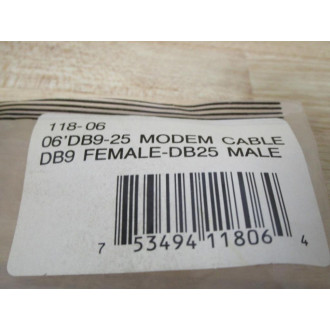 118-06
06'DB9-25 MODEM CABLE
DB9 FEMALE-DB25 MALE
7 53494 11806 4